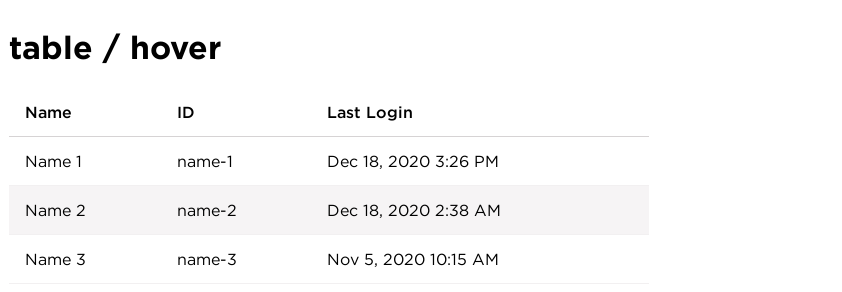 table / hover
Name ID Last Login
Name 1 name-1 Dec 18, 2020 3:26 PM
Name 2 name-2 Dec 18, 2020 2:38 AM
Name 3 name-3 Nov 5, 2020 10:15 AM